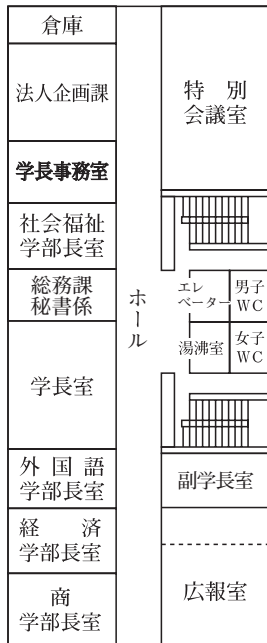 倉庫
法人企画課
学長事務室
社会福祉
学部長室
総務課
秘書係
学長室
外国語
学部長室
経済
学部長室
商
学部長室
ホール
特別
会議室
エレ
ベーター
男子
WC
湯沸室
女子
WC
副学長室
広報室